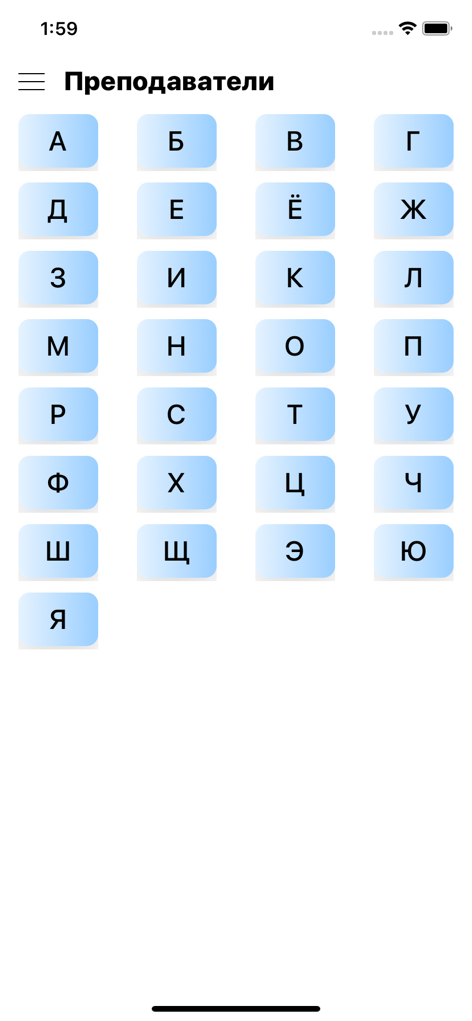 1:59
Преподаватели
А Б В Г
Д Е Ё Ж
З И К Л
М Н О П
Р С Т У
Ф Х Ц Ч
Ш Щ Э Ю
Я